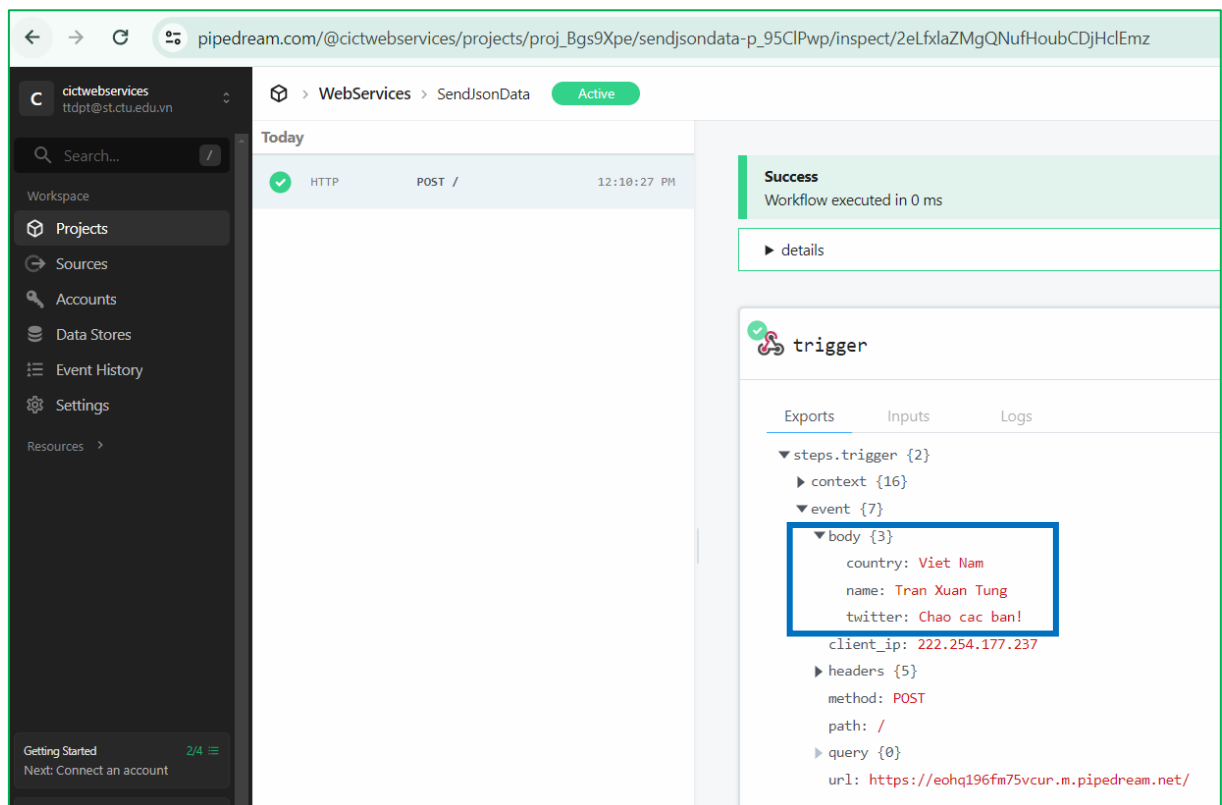 pipedream.com/@cictwebservices/projects/proj_Bgs9Xpe/sendjsondata-p_95ClPwp/inspect/2eLfxlaZMgQNufHoubCDjHclEmz
C
cictwebservices
ttdpt@st.ctu.edu.vn
> WebServices > SendJsonData Active
Search... /
Workspace
Projects
Sources
Accounts
Data Stores
Event History
Settings
Resources >
Getting Started 2/4
Next: Connect an account
Today
HTTP POST / 12:10:27 PM
Success
Workflow executed in 0 ms
details
trigger
Exports Inputs Logs
steps.trigger {2}
context {16}
event {7}
body {3}
country: Viet Nam
name: Tran Xuan Tung
twitter: Chao cac ban!
client_ip: 222.254.177.237
headers {5}
method: POST
path: /
query {0}
url: https://eohq196fm75vcur.m.pipedream.net/